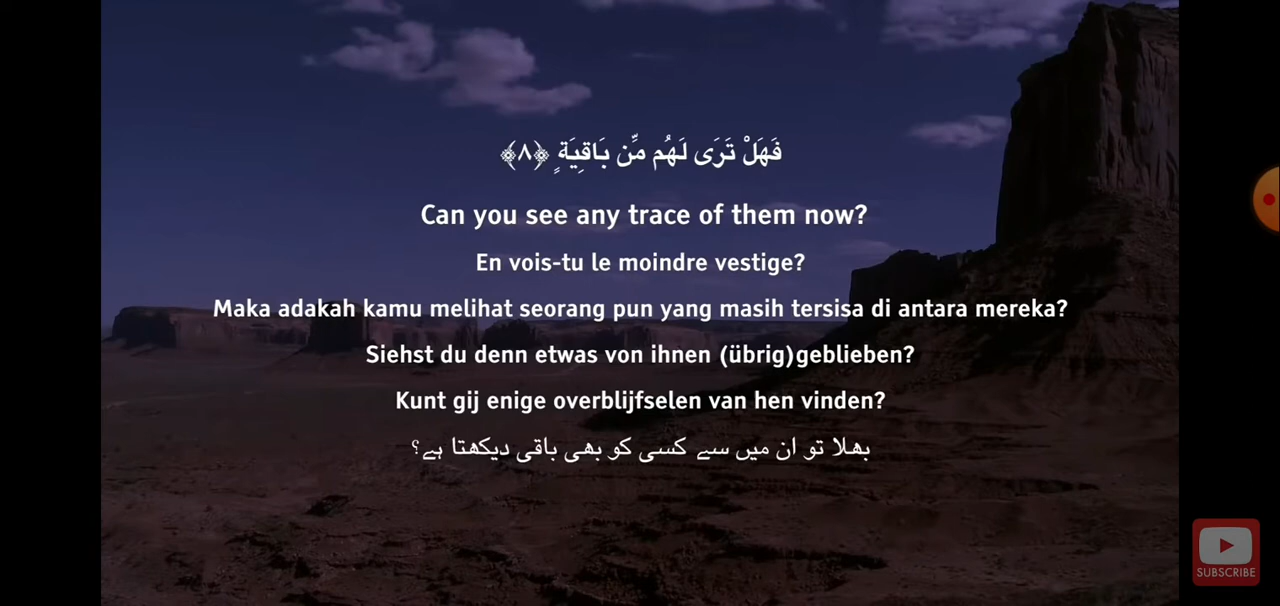 فَهَلْ تَرَى لَهُم مِّن بَاقِيَةٍ ﴿٨﴾
Can you see any trace of them now?
En vois-tu le moindre vestige?
Maka adakah kamu melihat seorang pun yang masih tersisa di antara mereka?
Siehst du denn etwas von ihnen (übrig)geblieben?
Kunt gij enige overblijfselen van hen vinden?
بھلا تو ان میں سے کسی کو بھی باقی دیکھتا ہے؟
SUBSCRIBE